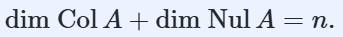 dim Col A + dim Nul A = n.